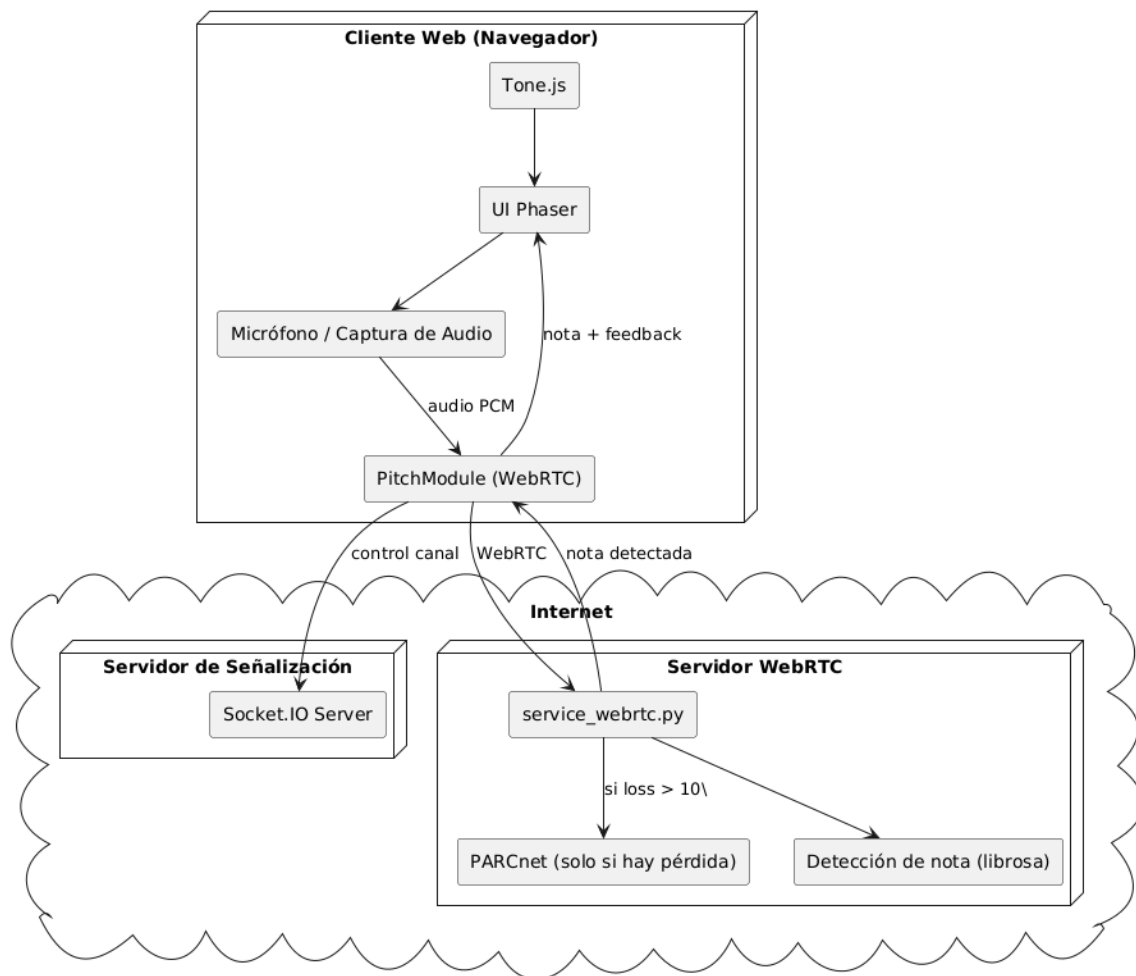 Cliente Web (Navegador)
Tone.js
UI Phaser
Micrófono / Captura de Audio
nota + feedback
audio PCM
PitchModule (WebRTC)
control canal
WebRTC
nota detectada
Internet
Servidor de Señalización
Socket.IO Server
Servidor WebRTC
service_webrtc.py
si loss > 10\
PARCnet (solo si hay pérdida)
Detección de nota (librosa)